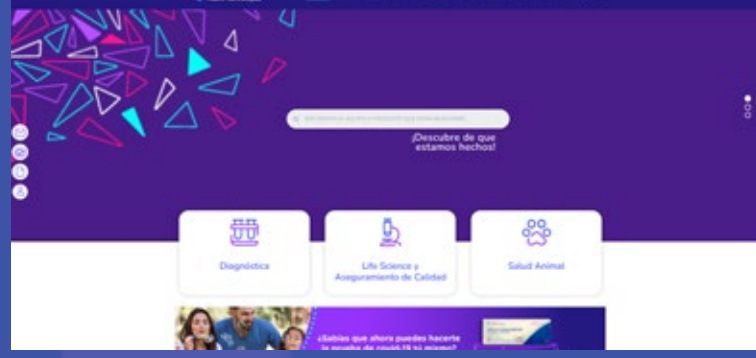 ¡Descubre de que
estamos hechos!
Diagnóstica
Life Science y
Aseguramiento de Calidad
Salud Animal
¿Sabías que ahora puedes hacerte
la prueba de covid-19 tú mismo?